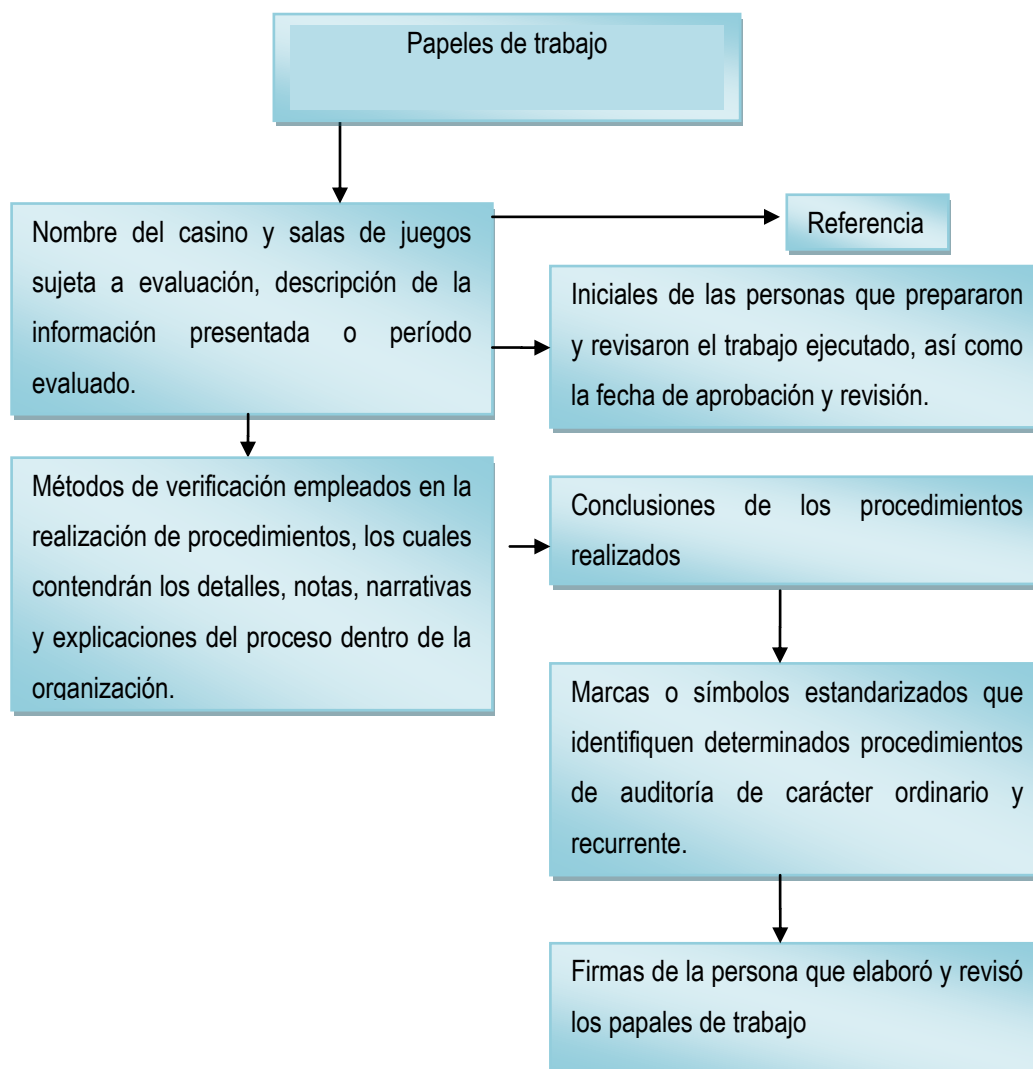 Papeles de trabajo
Nombre del casino y salas de juegos
sujeta a evaluación, descripción de la
información presentada o período
evaluado.
Referencia
Iniciales de las personas que prepararon
y revisaron el trabajo ejecutado, así como
la fecha de aprobación y revisión.
Métodos de verificación empleados en la
realización de procedimientos, los cuales
contendrán los detalles, notas, narrativas
y explicaciones del proceso dentro de la
organización.
Conclusiones de los procedimientos
realizados
Marcas o símbolos estandarizados que
identifiquen determinados procedimientos
de auditoría de carácter ordinario y
recurrente.
Firmas de la persona que elaboró y revisó
los papales de trabajo